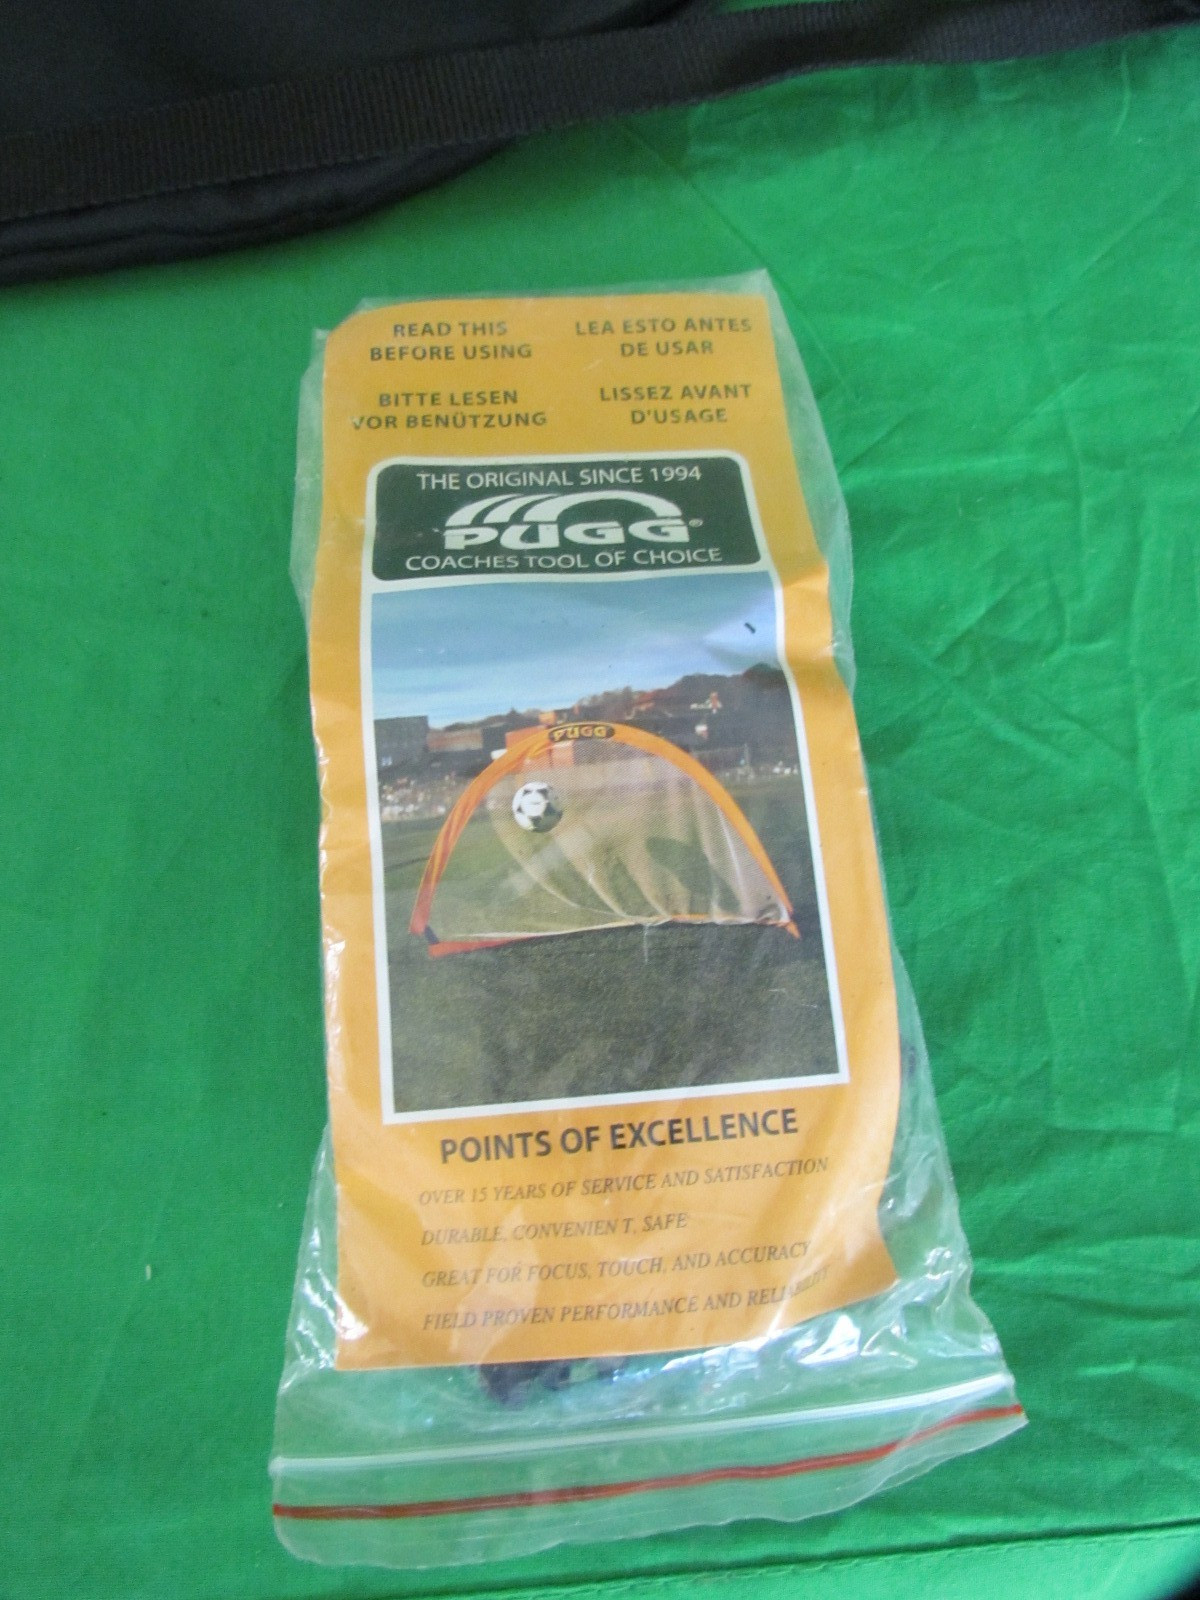 READ THIS
BEFORE USING
LEA ESTO ANTES
DE USAR
BITTE LESEN
VOR BENÜTZUNG
LISSEZ AVANT
D'USAGE
THE ORIGINAL SINCE 1994
PUGG®
COACHES TOOL OF CHOICE
PUGG
POINTS OF EXCELLENCE
OVER 15 YEARS OF SERVICE AND SATISFACTION
DURABLE, CONVENIEN T, SAFE
GREAT FOR FOCUS, TOUCH, AND ACCURACY
FIELD PROVEN PERFORMANCE AND RELIABILITY